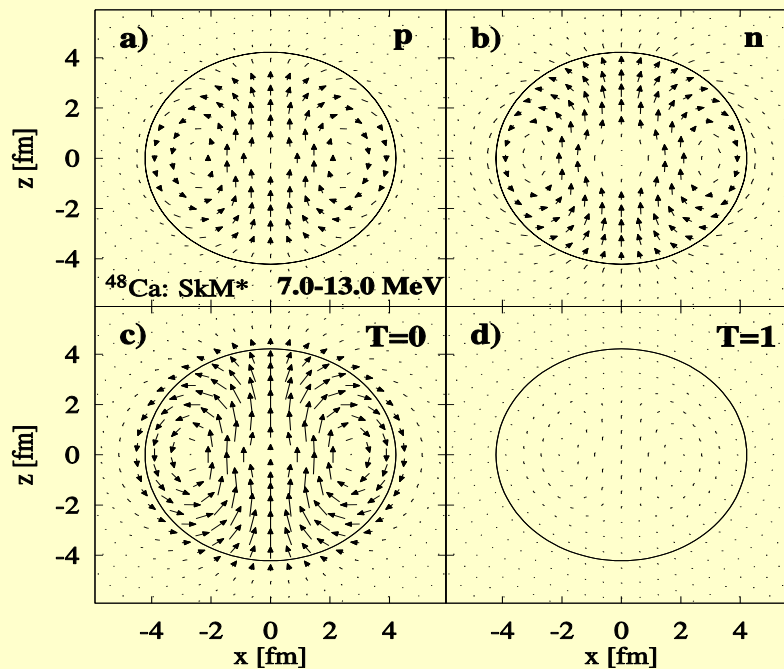 a) p
b) n
4
2
0
-2
-4
z [fm]
⁴⁸Ca: SkM* 7.0-13.0 MeV
c) T=0
d) T=1
4
2
0
-2
-4
z [fm]
-4 -2 0 2 4
-4 -2 0 2 4
x [fm]
x [fm]